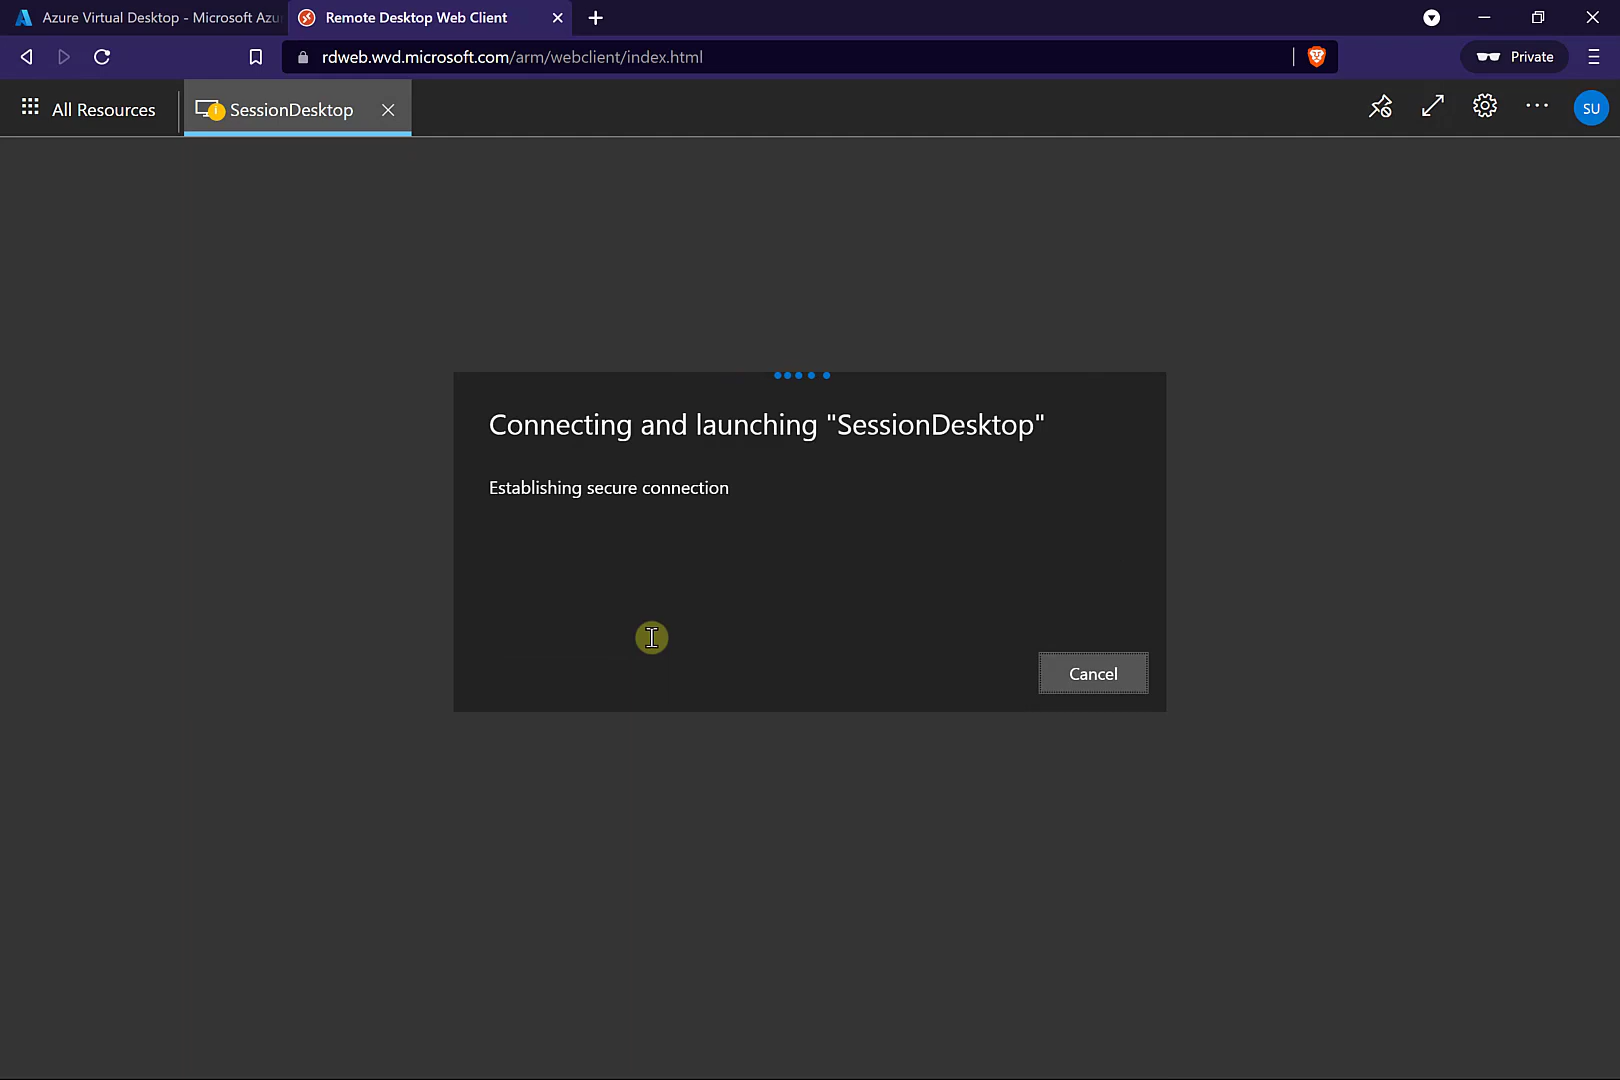 Azure Virtual Desktop - Microsoft Azu
Remote Desktop Web Client
rdweb.wvd.microsoft.com/arm/webclient/index.html
Private
All Resources
SessionDesktop
SU
Connecting and launching "SessionDesktop"
Establishing secure connection
Cancel